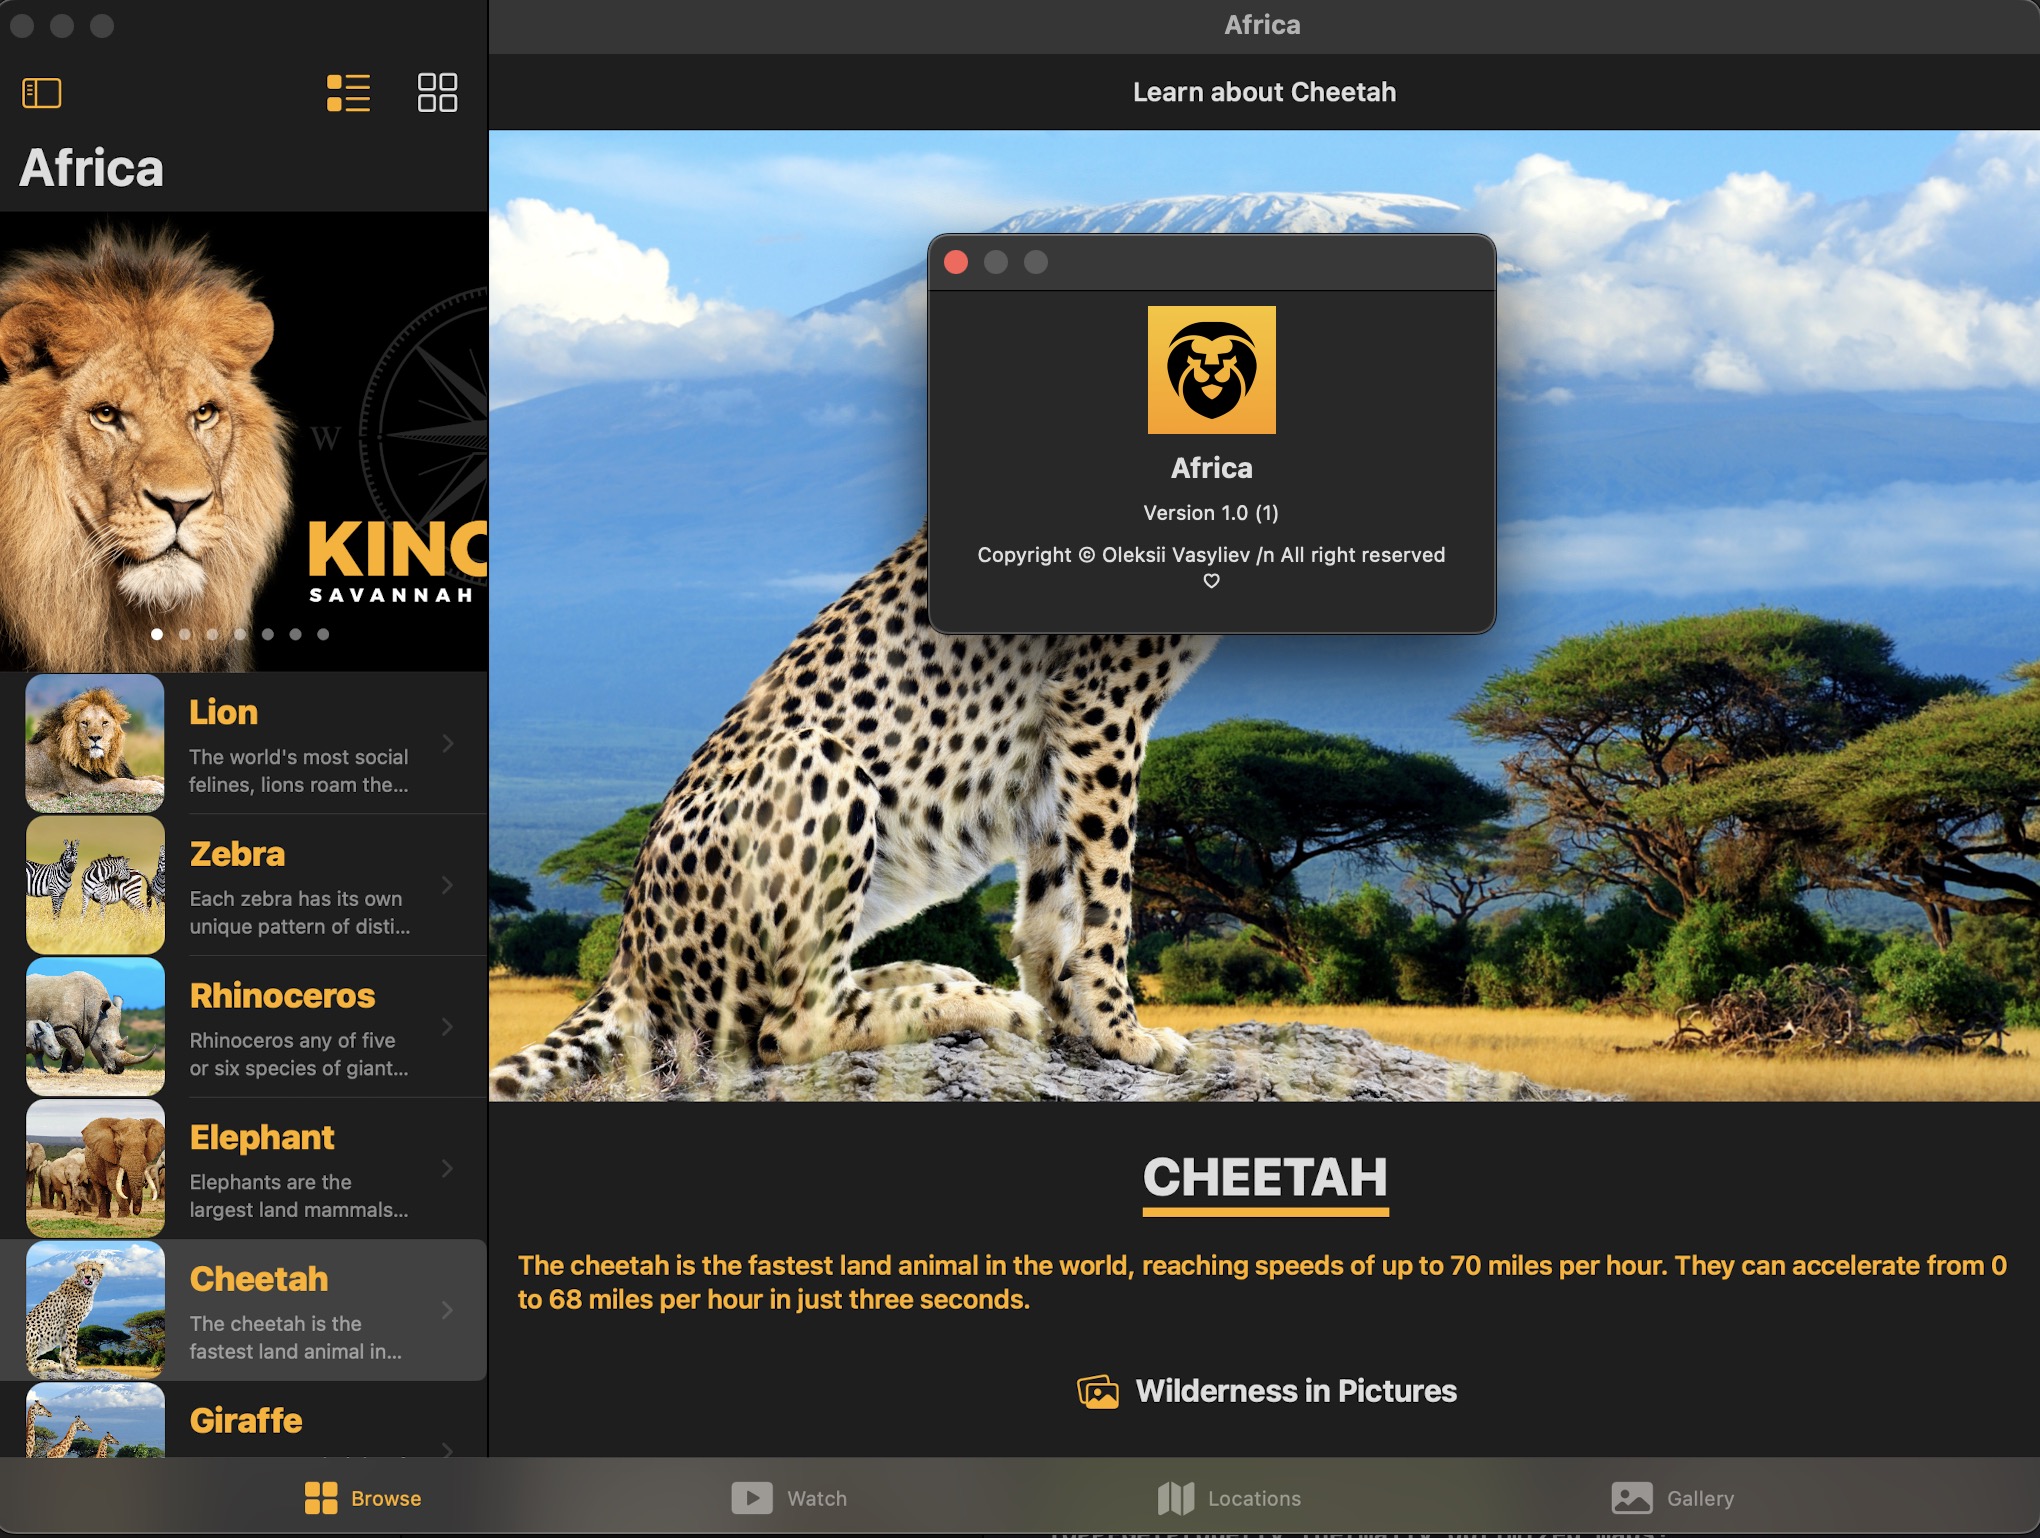 Africa
Learn about Cheetah
Africa
W
KING
SAVANNAH
Africa
Version 1.0 (1)
Copyright © Oleksii Vasyliev /n All right reserved
♡
Lion
The world's most social
felines, lions roam the...
Zebra
Each zebra has its own
unique pattern of disti...
Rhinoceros
Rhinoceros any of five
or six species of giant...
Elephant
Elephants are the
largest land mammals...
Cheetah
The cheetah is the
fastest land animal in...
Giraffe
CHEETAH
The cheetah is the fastest land animal in the world, reaching speeds of up to 70 miles per hour. They can accelerate from 0
to 68 miles per hour in just three seconds.
Wilderness in Pictures
Browse
Watch
Locations
Gallery